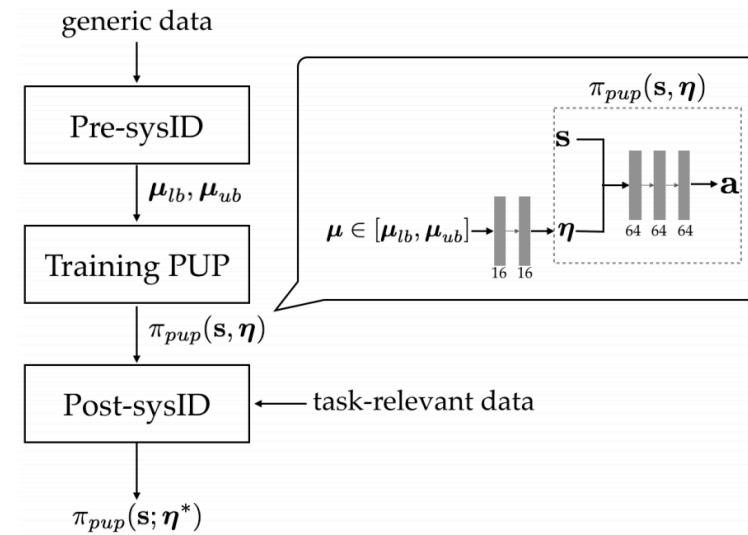 generic data
Pre-sysID
μ_lb, μ_ub
Training PUP
π_pup(s, η)
Post-sysID
task-relevant data
π_pup(s; η*)
π_pup(s, η)
s
a
μ ∈ [μ_lb, μ_ub]
η
16 16
64 64 64